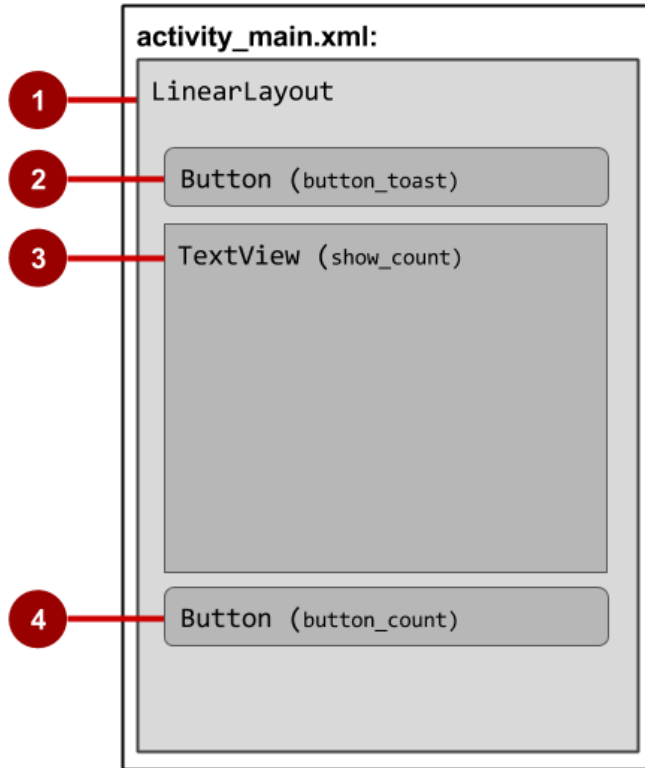 activity_main.xml:
1
LinearLayout
2
Button (button_toast)
3
TextView (show_count)
4
Button (button_count)